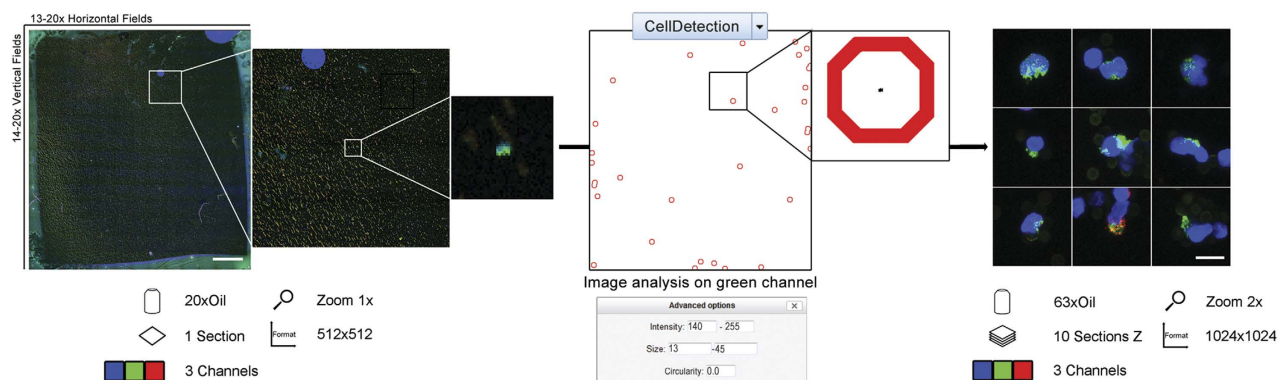 13-20x Horizontal Fields
14-20x Vertical Fields
CellDetection
Image analysis on green channel
Advanced options
Intensity: 140 - 255
Size: 13 -45
Circularity: 0.0
20xOil
Zoom 1x
1 Section
Format
512x512
3 Channels
63xOil
Zoom 2x
10 Sections Z
Format
1024x1024
3 Channels